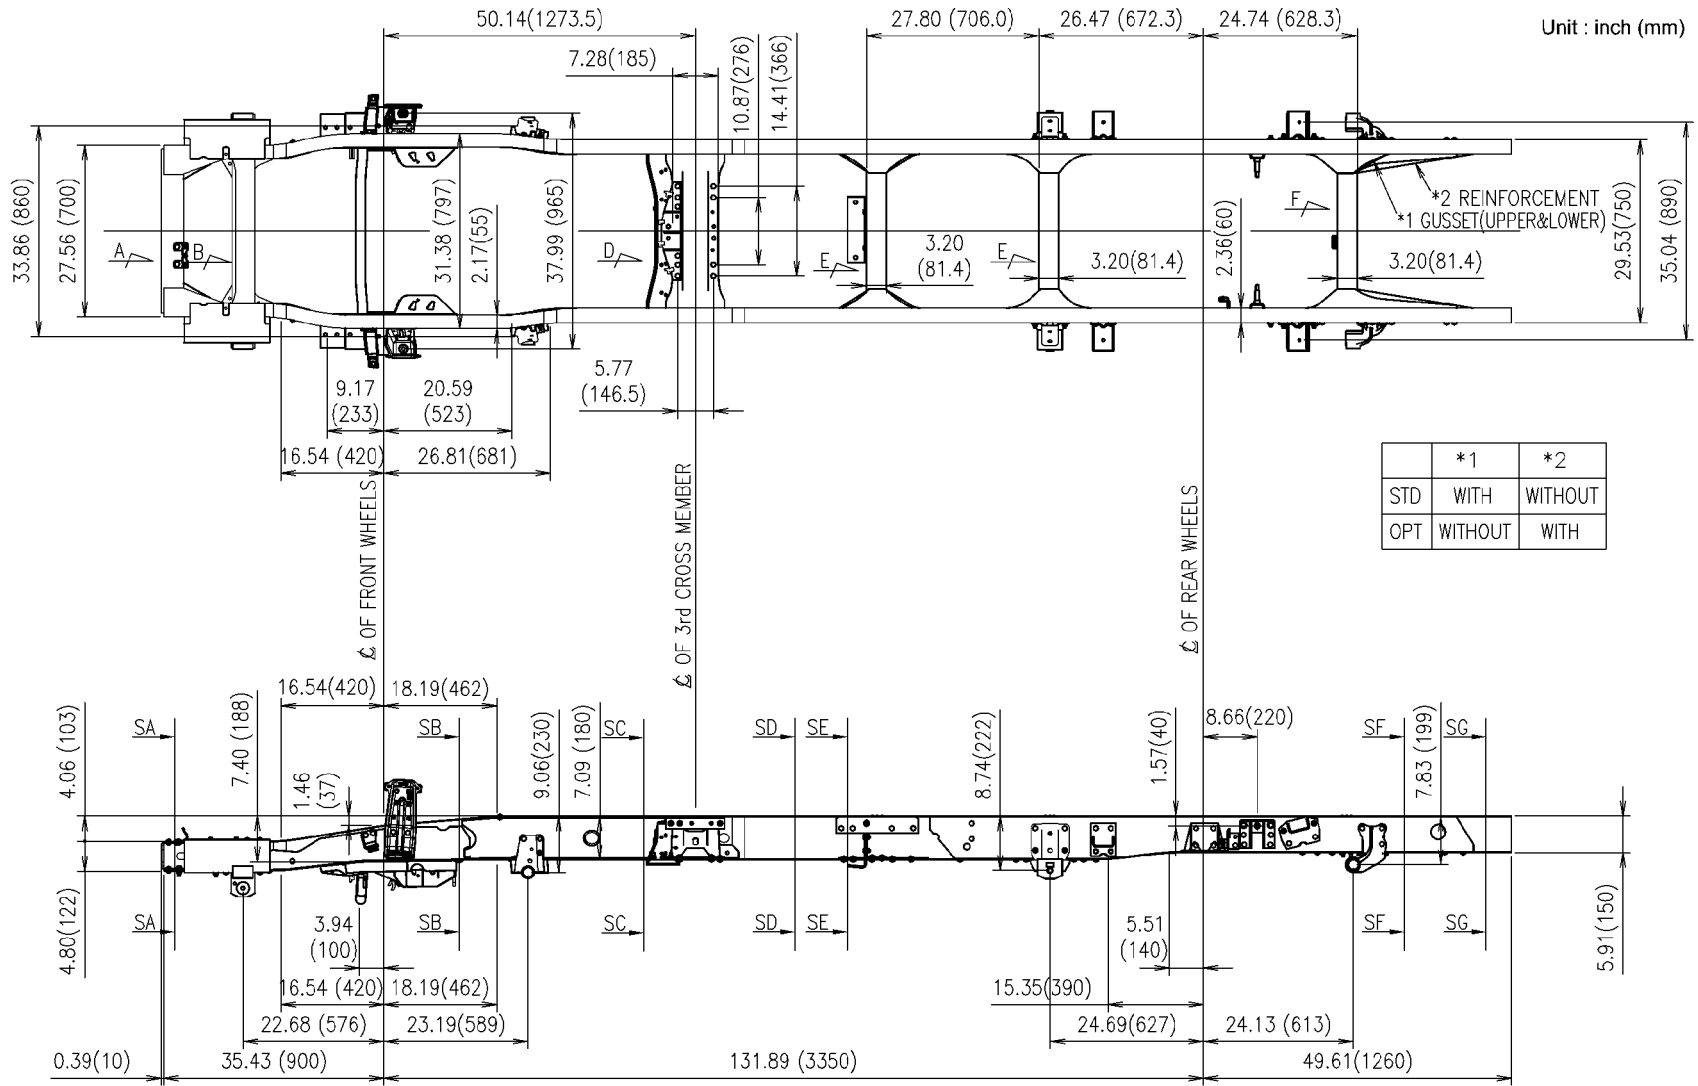 50.14(1273.5)
27.80 (706.0)
26.47 (672.3)
24.74 (628.3)
Unit : inch (mm)
7.28(185)
10.87(276)
14.41(366)
33.86 (860)
27.56 (700)
31.38 (797)
2.17(55)
37.99 (965)
A
B
D
E
3.20
(81.4)
E
3.20(81.4)
2.36(60)
F
*2 REINFORCEMENT
*1 GUSSET(UPPER&LOWER)
3.20(81.4)
29.53(750)
35.04 (890)
9.17
(233)
20.59
(523)
5.77
(146.5)
16.54 (420)
26.81(681)
*1 *2
STD WITH WITHOUT
OPT WITHOUT WITH
℄ OF FRONT WHEELS
℄ OF 3rd CROSS MEMBER
℄ OF REAR WHEELS
16.54(420)
18.19(462)
4.06 (103)
SA
7.40 (188)
1.46
(37)
SB
9.06(230)
7.09 (180)
SC
SD
SE
8.74(222)
1.57(40)
8.66(220)
SF
7.83 (199)
SG
4.80(122)
SA
3.94
(100)
SB
SC
SD
SE
5.51
(140)
SF
SG
5.91(150)
16.54 (420)
18.19(462)
15.35(390)
22.68 (576)
23.19(589)
24.69(627)
24.13 (613)
0.39(10)
35.43 (900)
131.89 (3350)
49.61(1260)